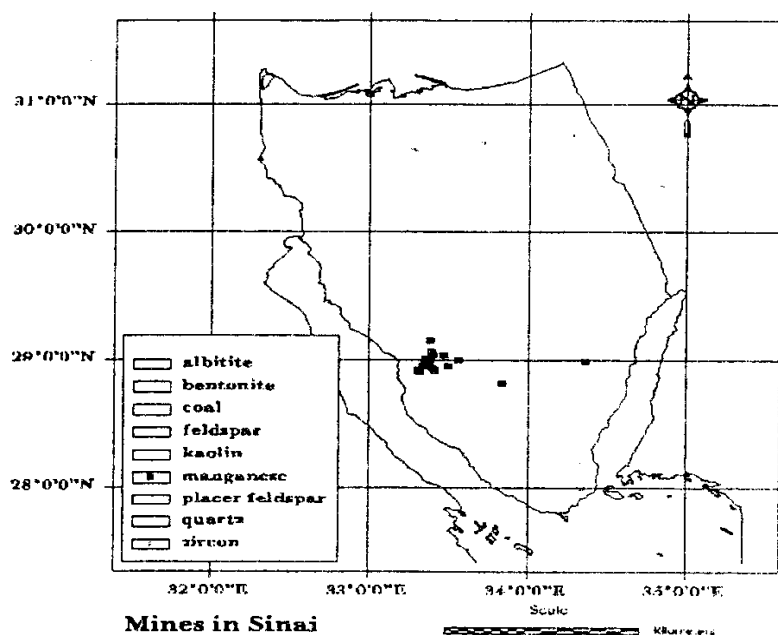 31°0'0"N
30°0'0"N
29°0'0"N
28°0'0"N
albitite
bentonite
coal
feldspar
kaolin
manganese
placer feldspar
quartz
zircon
32°0'0"E
33°0'0"E
34°0'0"E
35°0'0"E
Mines in Sinai
Scale
Kilometers